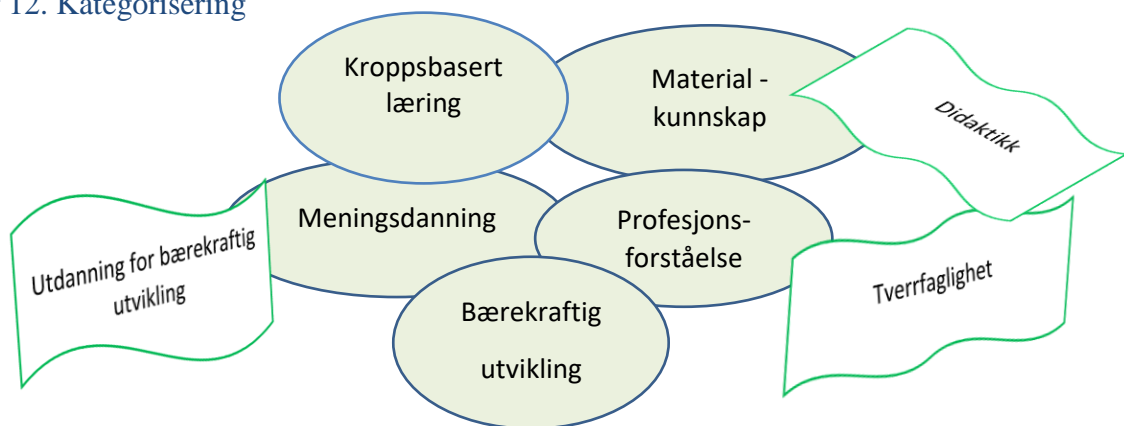 12. Kategorisering
Kroppsbasert
læring
Material -
kunnskap
Didaktikk
Meningsdanning
Profesjons-
forståelse
Utdanning for bærekraftig
utvikling
Tverrfaglighet
Bærekraftig
utvikling